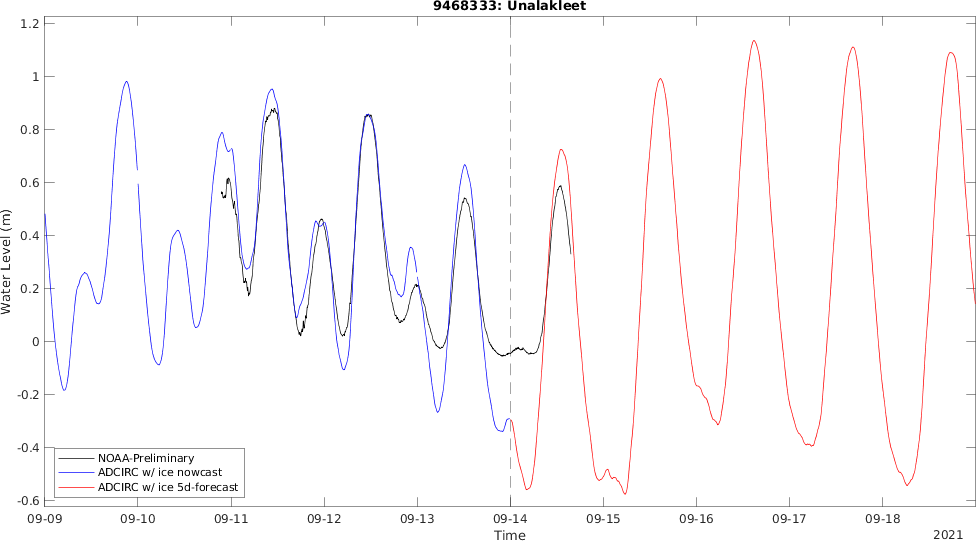 9468333: Unalakleet
Water Level (m)
1.2
1
0.8
0.6
0.4
0.2
0
-0.2
-0.4
-0.6
NOAA-Preliminary
ADCIRC w/ ice nowcast
ADCIRC w/ ice 5d-forecast
09-09 09-10 09-11 09-12 09-13 09-14 09-15 09-16 09-17 09-18
Time
2021